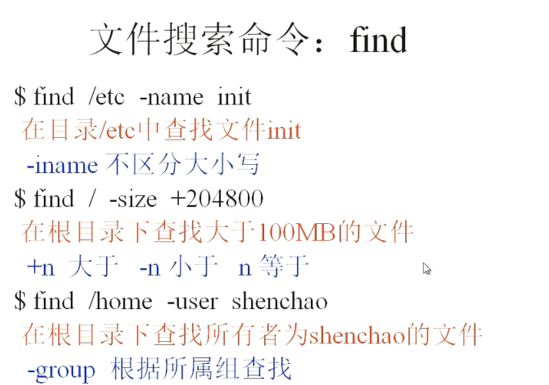 文件搜索命令：find
$ find /etc -name init
在目录/etc中查找文件init
-iname 不区分大小写
$ find / -size +204800
在根目录下查找大于100MB的文件
+n 大于 -n 小于 n 等于
$ find /home -user shenchao
在根目录下查找所有者为shenchao的文件
-group 根据所属组查找